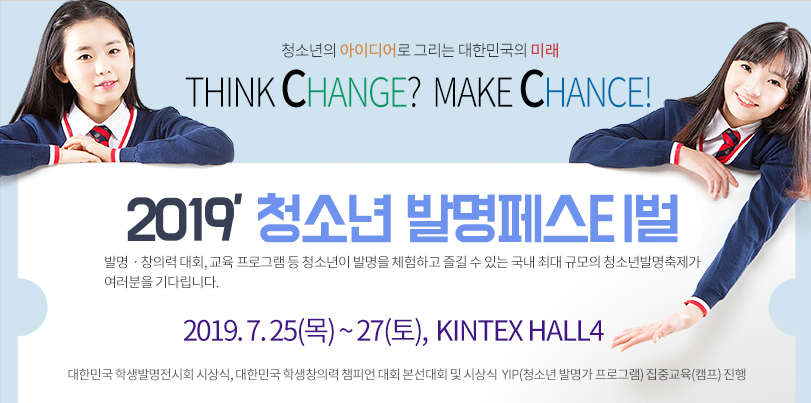 청소년의 아이디어로 그리는 대한민국의 미래
THINK CHANGE? MAKE CHANCE!
2019' 청소년 발명페스티벌
발명 · 창의력 대회, 교육 프로그램 등 청소년이 발명을 체험하고 즐길 수 있는 국내 최대 규모의 청소년발명축제가
여러분을 기다립니다.
2019. 7. 25(목) ~ 27(토), KINTEX HALL4
대한민국 학생발명전시회 시상식, 대한민국 학생창의력 챔피언 대회 본선대회 및 시상식 YIP(청소년 발명가 프로그램) 집중교육(캠프) 진행